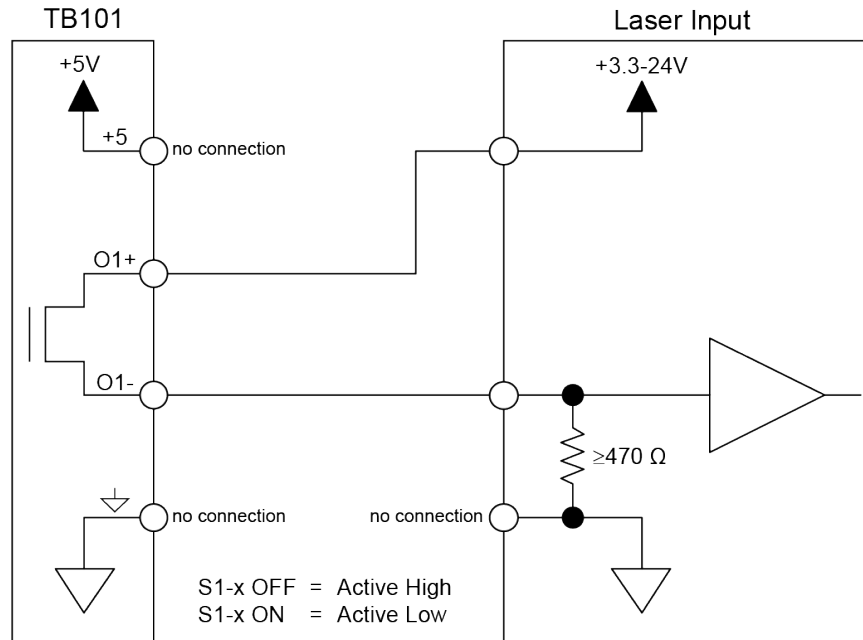 TB101
Laser Input
+5V
+3.3-24V
+5
no connection
O1+
O1-
≥470 Ω
no connection
no connection
S1-x OFF = Active High
S1-x ON = Active Low